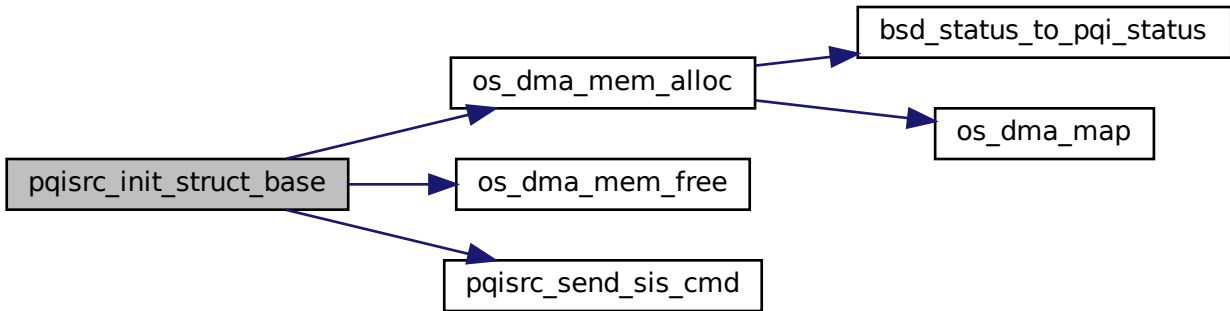 bsd_status_to_pqi_status
os_dma_mem_alloc
os_dma_map
pqisrc_init_struct_base
os_dma_mem_free
pqisrc_send_sis_cmd